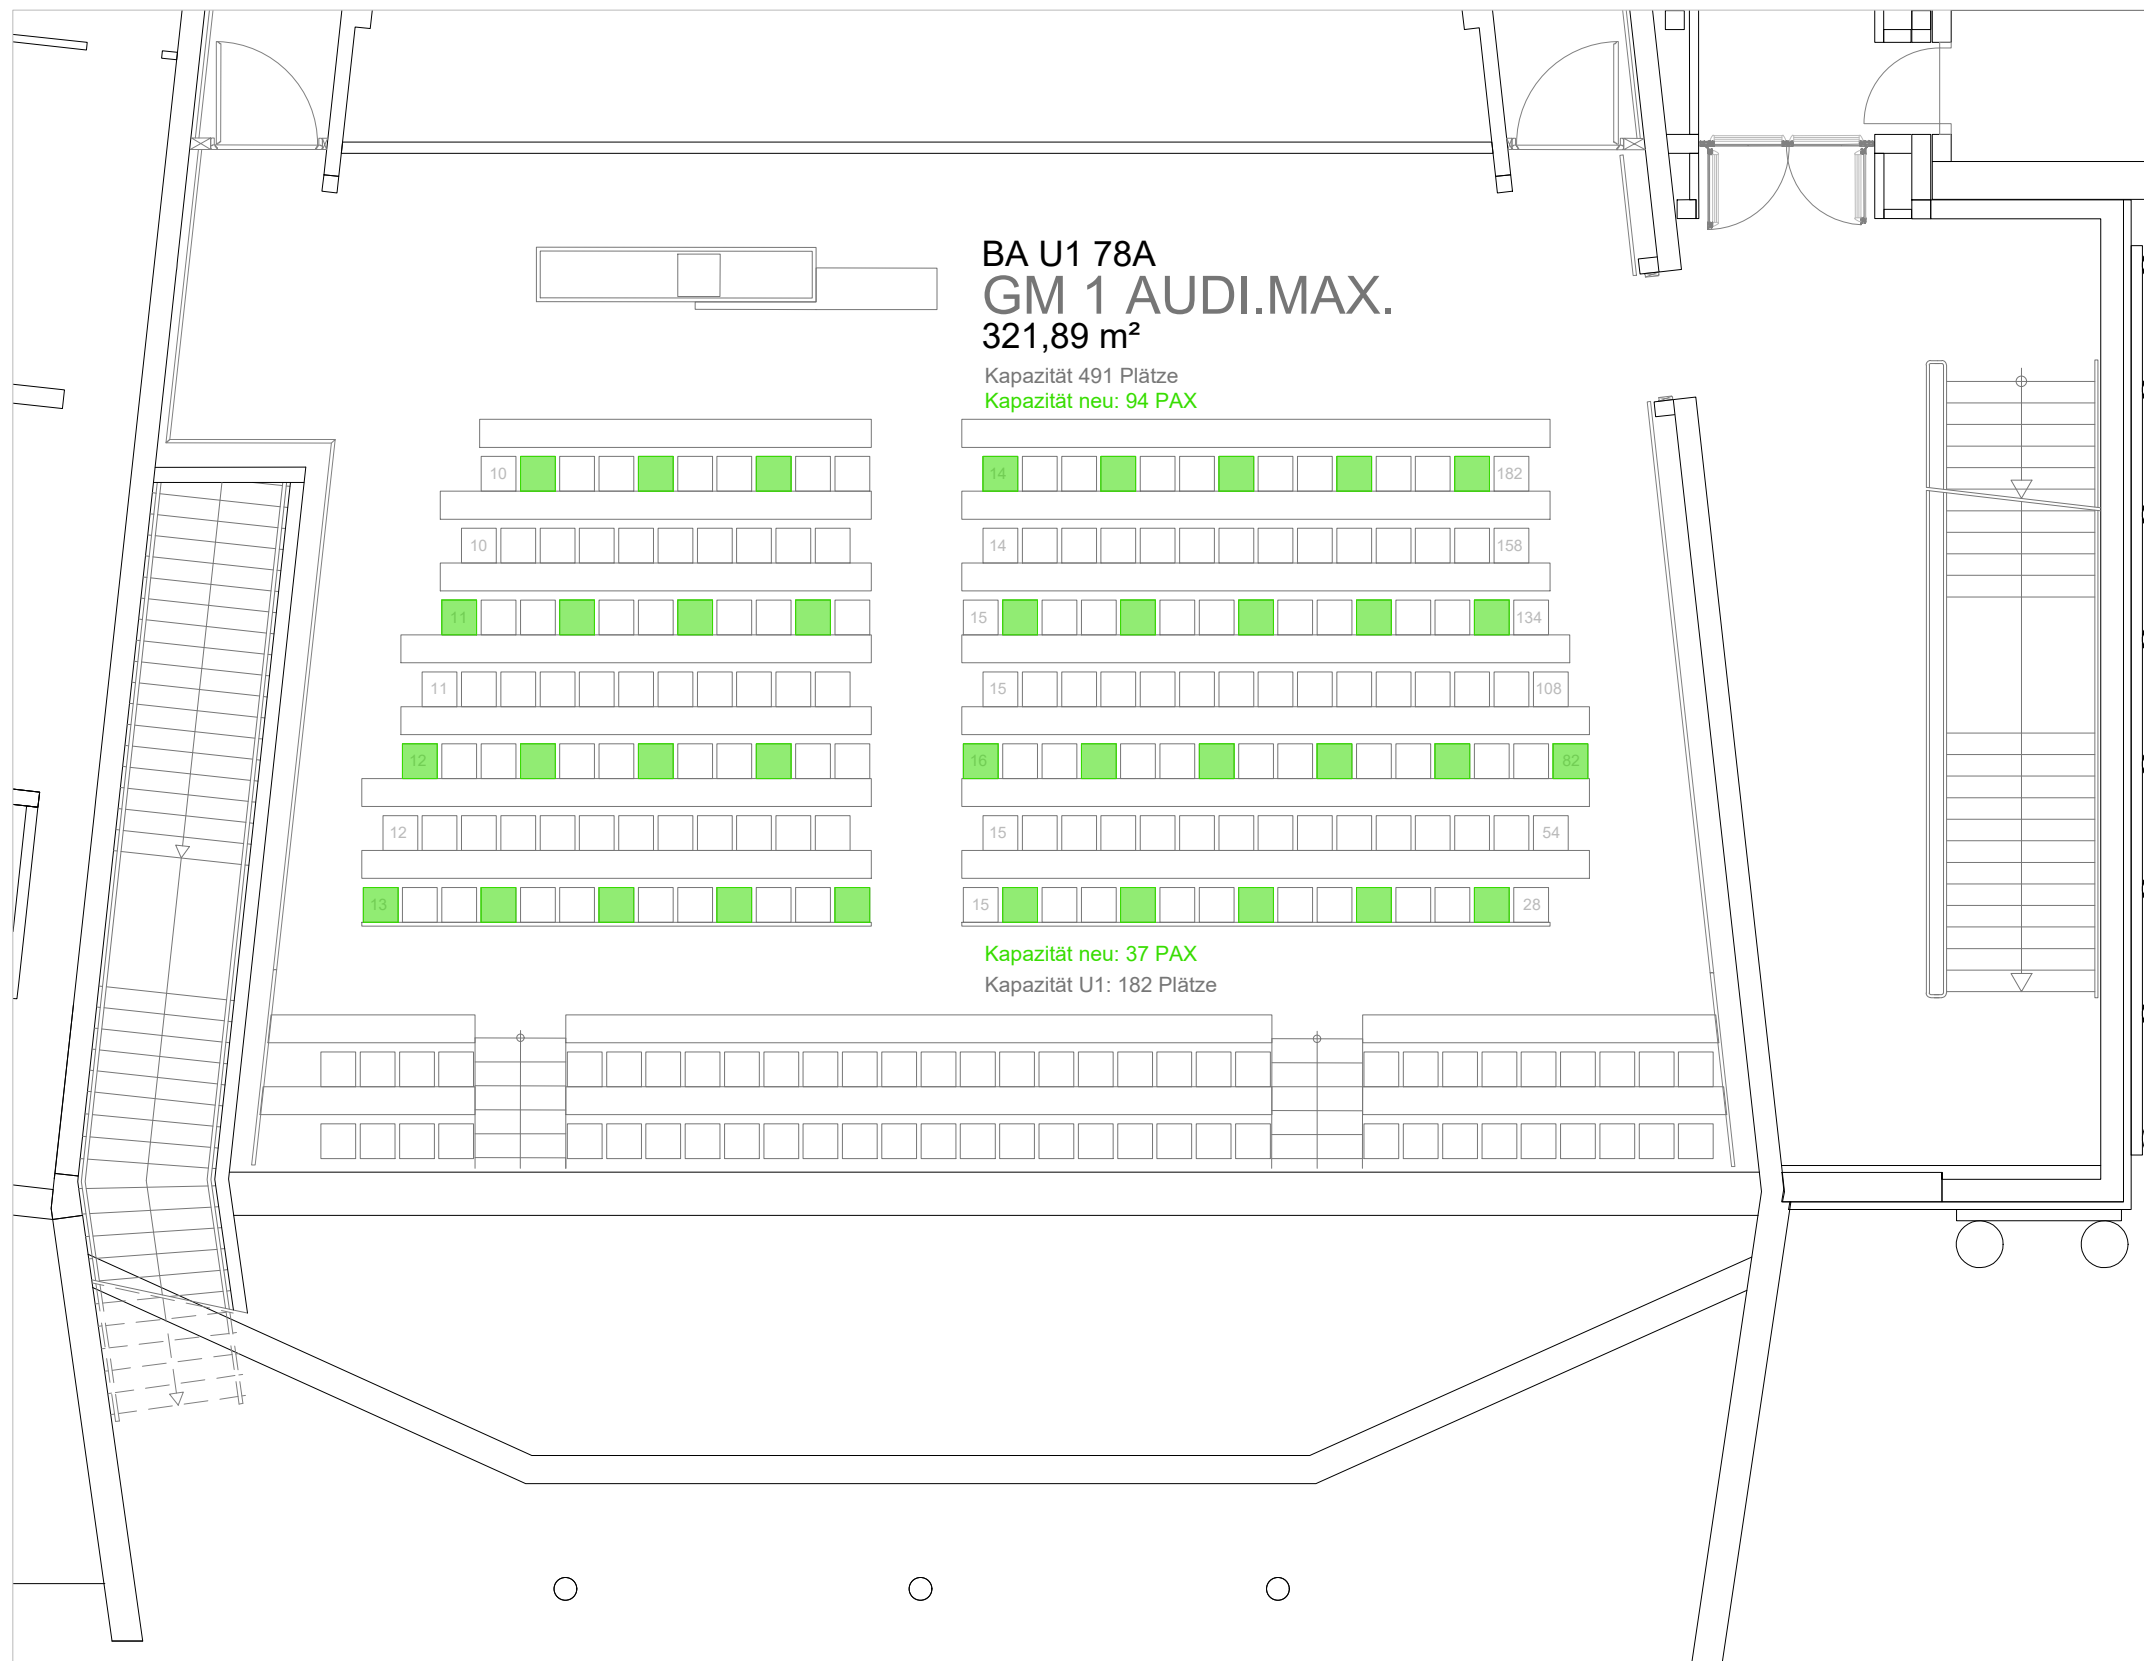 BA U1 78A
GM 1 AUDI.MAX.
321,89 m²
Kapazität 491 Plätze
Kapazität neu: 94 PAX
10 14 182
10 14 158
11 15 134
11 15 108
12 16 82
12 15 54
13 15 28
Kapazität neu: 37 PAX
Kapazität U1: 182 Plätze